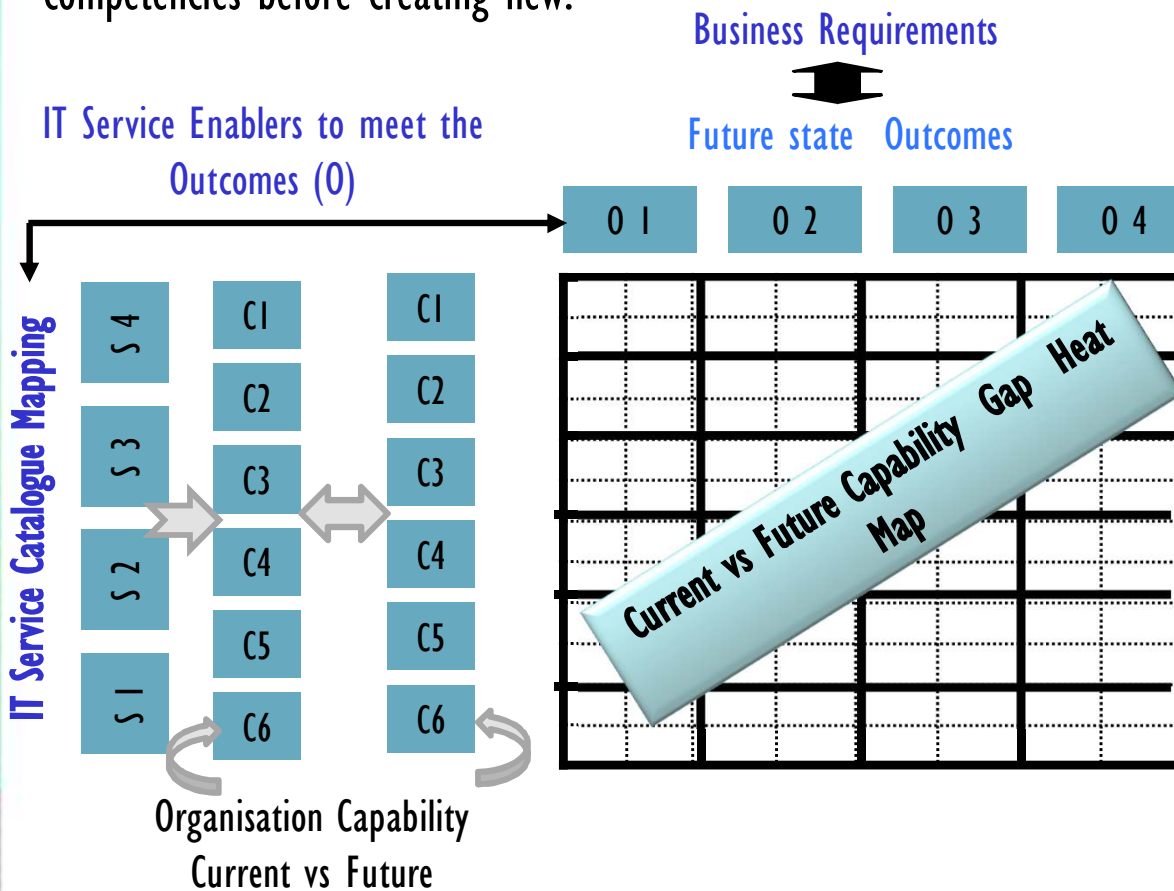 competencies before creating new.
Business Requirements
IT Service Enablers to meet the
Outcomes (O)
Future state Outcomes
O 1
O 2
O 3
O 4
IT Service Catalogue Mapping
S 4
S 3
S 2
S 1
C1
C2
C3
C4
C5
C6
C1
C2
C3
C4
C5
C6
Current vs Future Capability Gap Heat
Map
Organisation Capability
Current vs Future